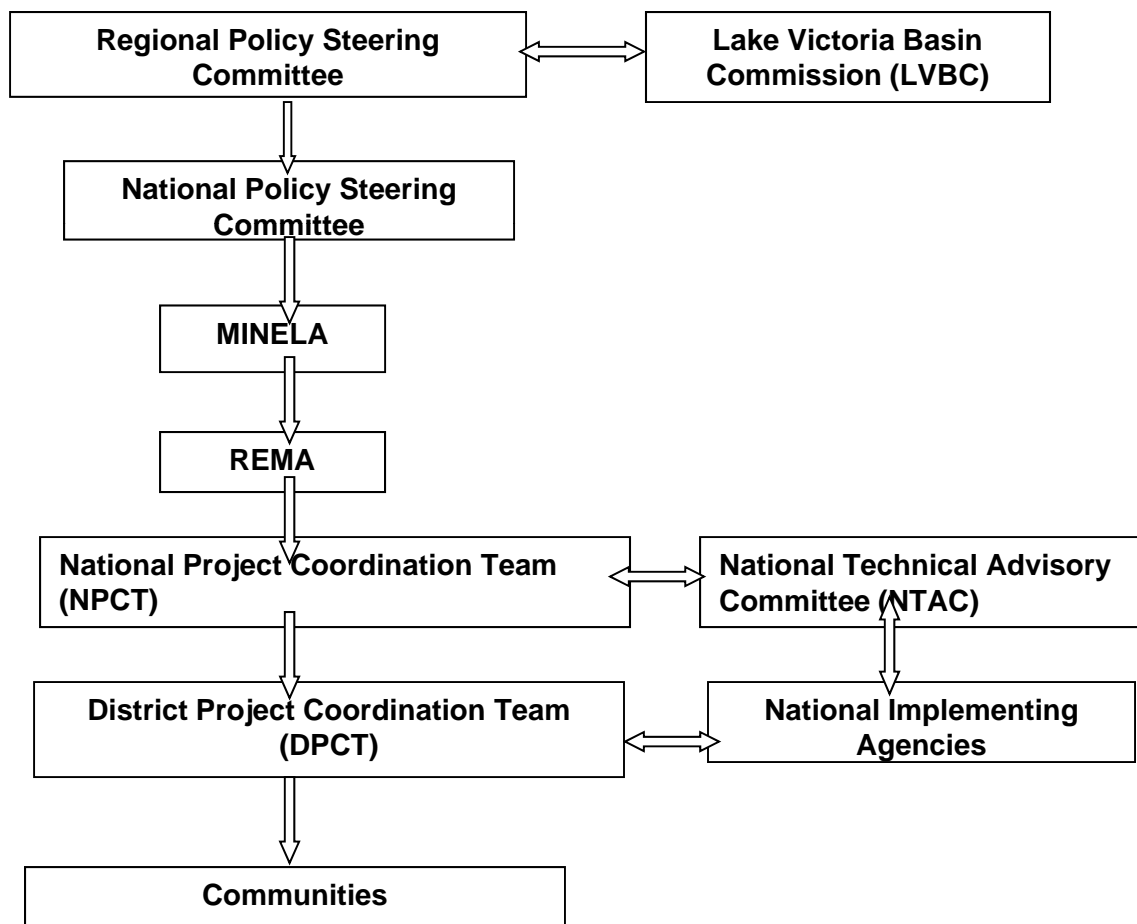 Regional Policy Steering
Committee
Lake Victoria Basin
Commission (LVBC)
National Policy Steering
Committee
MINELA
REMA
National Project Coordination Team
(NPCT)
National Technical Advisory
Committee (NTAC)
District Project Coordination Team
(DPCT)
National Implementing
Agencies
Communities